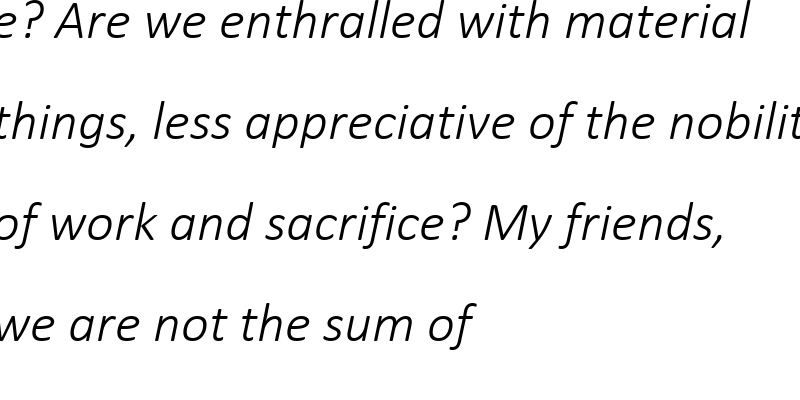 e? Are we enthralled with material
things, less appreciative of the nobilit
of work and sacrifice? My friends,
we are not the sum of